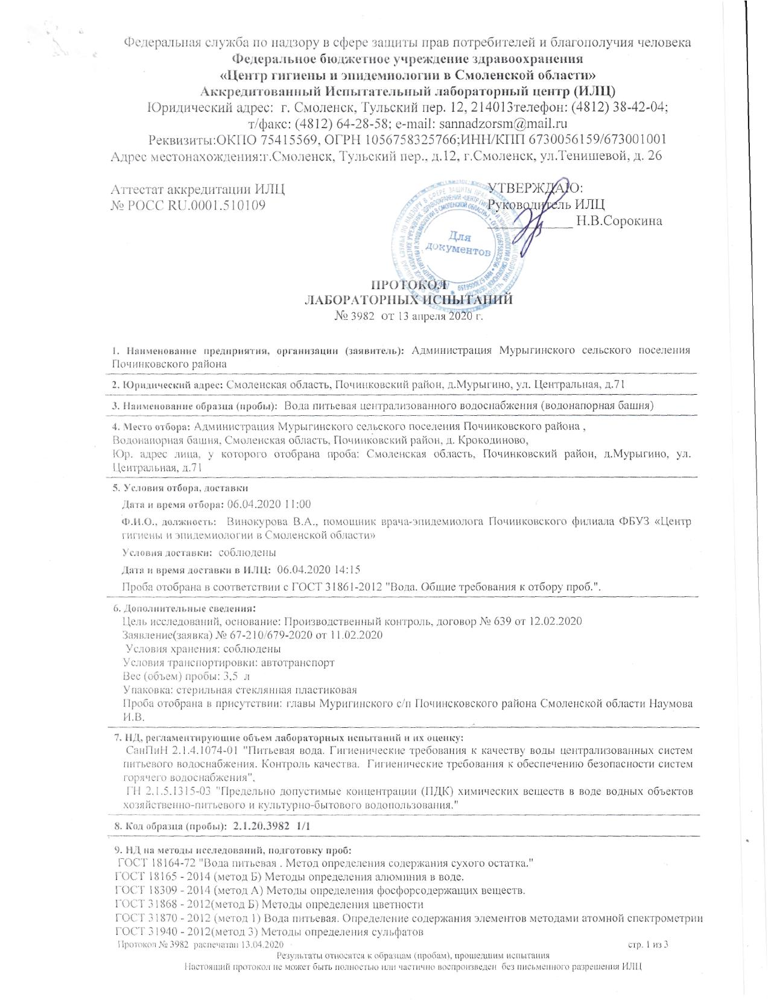 Федеральная служба по надзору в сфере защиты прав потребителей и благополучия человека
Федеральное бюджетное учреждение здравоохранения
«Центр гигиены и эпидемиологии в Смоленской области»
Аккредитованный Испытательный лабораторный центр (ИЛЦ)
Юридический адрес: г. Смоленск, Тульский пер. 12, 214013телефон: (4812) 38-42-04;
т/факс: (4812) 64-28-58; e-mail: sannadzorsm@mail.ru
Реквизиты:ОКПО 75415569, ОГРН 1056758325766;ИНН/КПП 6730056159/673001001
Адрес местонахождения:г.Смоленск, Тульский пер., д.12, г.Смоленск, ул.Тенишевой, д. 26
Аттестат аккредитации ИЛЦ
№ РОСС RU.0001.510109
УТВЕРЖДАЮ:
Руководитель ИЛЦ
____________ Н.В.Сорокина
Для
документов
ПРОТОКОЛ
ЛАБОРАТОРНЫХ ИСПЫТАНИЙ
№ 3982 от 13 апреля 2020 г.
1. Наименование предприятия, организации (заявитель): Администрация Мурыгинского сельского поселения
Починковского района
2. Юридический адрес: Смоленская область, Починковский район, д.Мурыгино, ул. Центральная, д.71
3. Наименование образца (пробы): Вода питьевая централизованного водоснабжения (водонапорная башня)
4. Место отбора: Администрация Мурыгинского сельского поселения Починковского района ,
Водонапорная башня, Смоленская область, Починковский район, д. Крокодиново,
Юр. адрес лица, у которого отобрана проба: Смоленская область, Починковский район, д.Мурыгино, ул.
Центральная, д.71
5. Условия отбора, доставки
Дата и время отбора: 06.04.2020 11:00
Ф.И.О., должность: Винокурова В.А., помощник врача-эпидемиолога Починковского филиала ФБУЗ «Центр
гигиены и эпидемиологии в Смоленской области»
Условия доставки: соблюдены
Дата и время доставки в ИЛЦ: 06.04.2020 14:15
Проба отобрана в соответствии с ГОСТ 31861-2012 "Вода. Общие требования к отбору проб.".
6. Дополнительные сведения:
Цель исследований, основание: Производственный контроль, договор № 639 от 12.02.2020
Заявление(заявка) № 67-210/679-2020 от 11.02.2020
Условия хранения: соблюдены
Условия транспортировки: автотранспорт
Вес (объем) пробы: 3,5 л
Упаковка: стерильная стеклянная пластиковая
Проба отобрана в присутствии: главы Муригинского с/п Починсковского района Смоленской области Наумова
И.В.
7. НД, регламентирующие объем лабораторных испытаний и их оценку:
СанПиН 2.1.4.1074-01 "Питьевая вода. Гигиенические требования к качеству воды централизованных систем
питьевого водоснабжения. Контроль качества. Гигиенические требования к обеспечению безопасности систем
горячего водоснабжения",
ГН 2.1.5.1315-03 "Предельно допустимые концентрации (ПДК) химических веществ в воде водных объектов
хозяйственно-питьевого и культурно-бытового водопользования."
8. Код образца (пробы): 2.1.20.3982 1/1
9. НД на методы исследований, подготовку проб:
ГОСТ 18164-72 "Вода питьевая . Метод определения содержания сухого остатка."
ГОСТ 18165 - 2014 (метод Б) Методы определения алюминия в воде.
ГОСТ 18309 - 2014 (метод А) Методы определения фосфорсодержащих веществ.
ГОСТ 31868 - 2012(метод Б) Методы определения цветности
ГОСТ 31870 - 2012 (метод 1) Вода питьевая. Определение содержания элементов методами атомной спектрометрии
ГОСТ 31940 - 2012(метод 3) Методы определения сульфатов
Протокол № 3982 распечатан 13.04.2020 стр. 1 из 3
Результаты относятся к образцам (пробам), прошедшим испытания
Настоящий протокол не может быть полностью или частично воспроизведен без письменного разрешения ИЛЦ